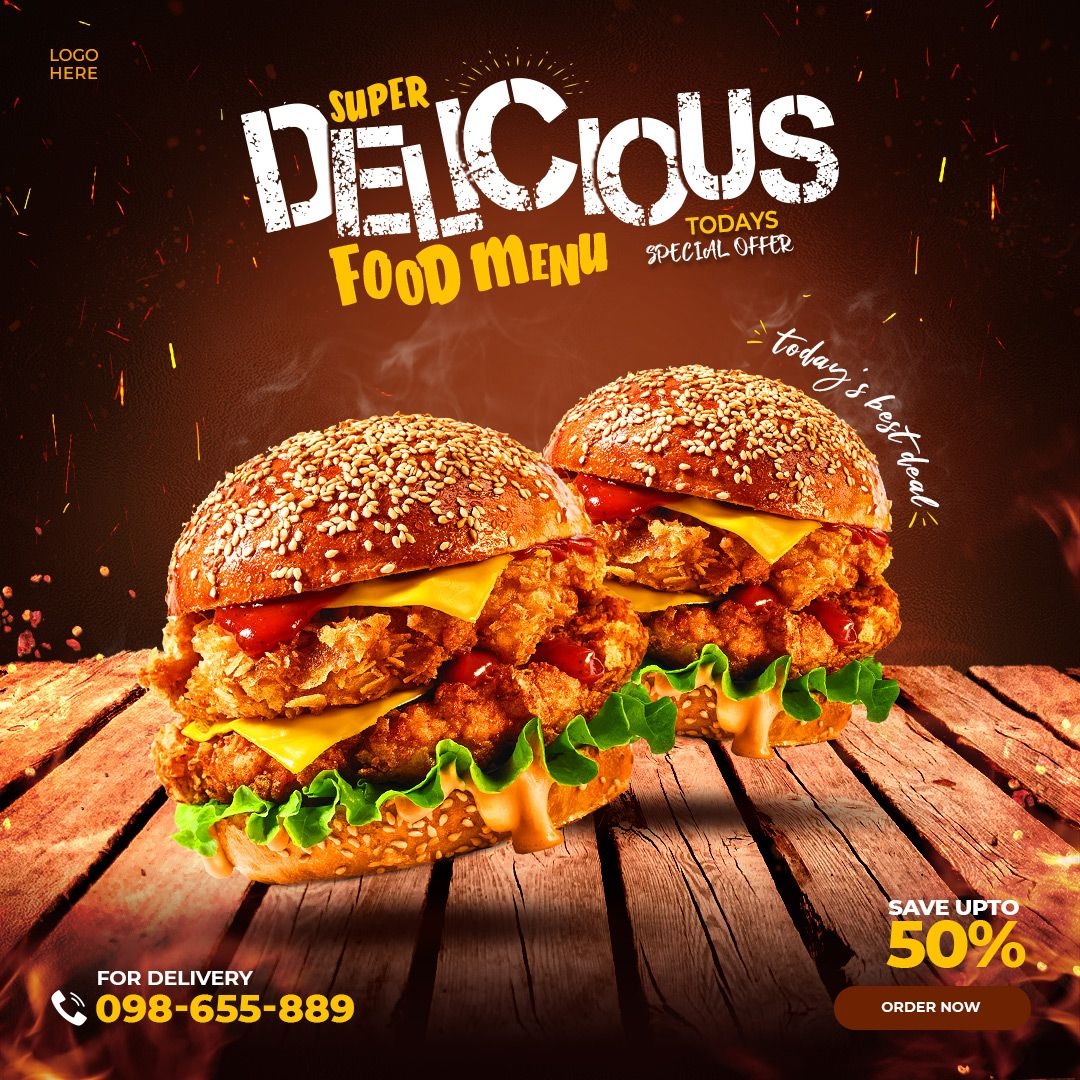 LOGO
HERE
SUPER
DELICIOUS
FOOD MENU
TODAYS
SPECIAL OFFER
today's best deal
SAVE UPTO
50%
FOR DELIVERY
098-655-889
ORDER NOW